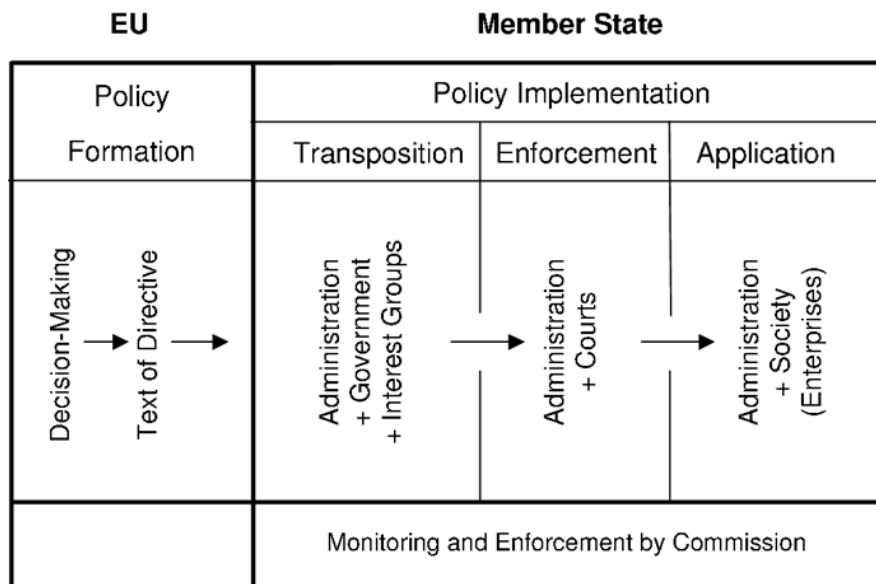 EU
Member State
Policy
Formation
Policy Implementation
Transposition
Enforcement
Application
Decision-Making
Text of Directive
Administration
+ Government
+ Interest Groups
Administration
+ Courts
Administration
+ Society
(Enterprises)
Monitoring and Enforcement by Commission